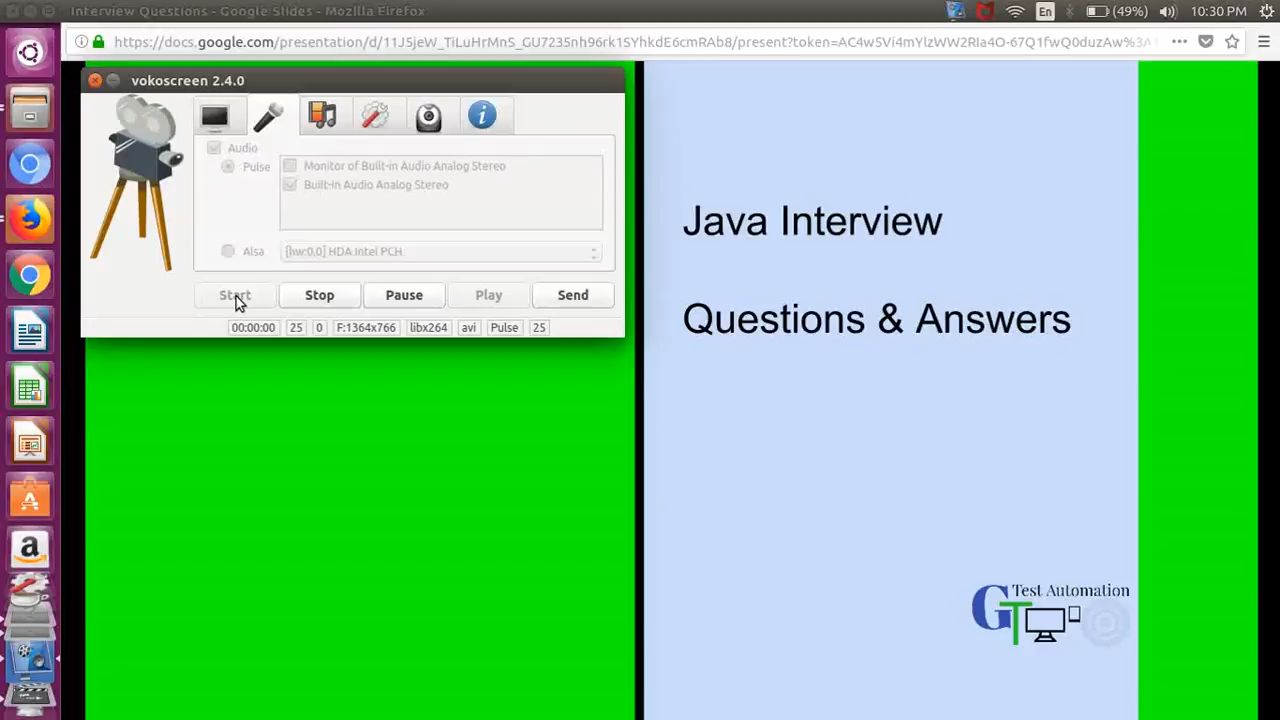 Interview Questions - Google Slides - Mozilla Firefox
En
(49%)
10:30 PM
https://docs.google.com/presentation/d/11J5jeW_TiLuHrMnS_GU7235nh96rk1SYhkdE6cmRAb8/present?token=AC4w5Vi4mYlzWW2RIa4O-67Q1fwQ0duzAw%3A1
vokoscreen 2.4.0
Audio
Pulse
Monitor of Built-in Audio Analog Stereo
Built-in Audio Analog Stereo
Alsa
[hw:0,0] HDA Intel PCH
Start
Stop
Pause
Play
Send
00:00:00
25
0
F:1364x766
libx264
avi
Pulse
25
Java Interview
Questions & Answers
GT Test Automation